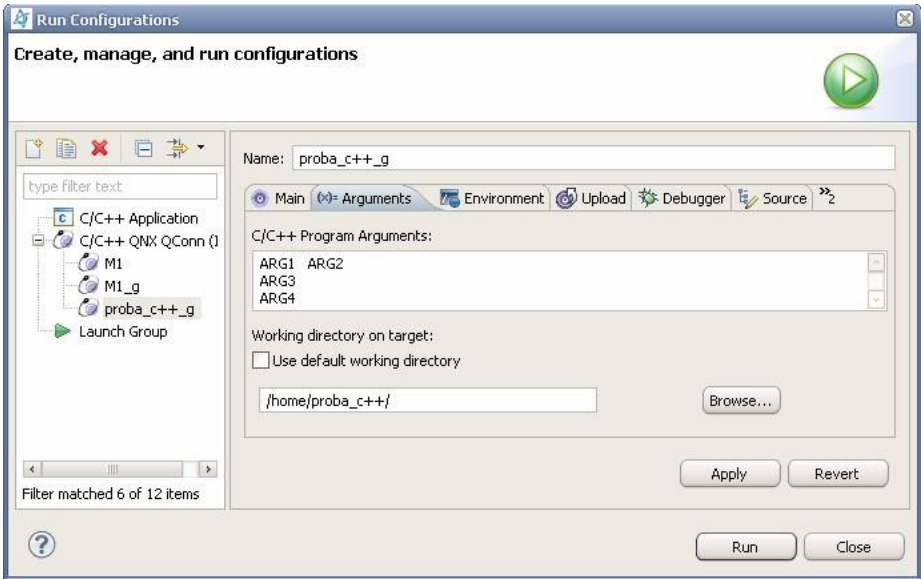 Run Configurations
Create, manage, and run configurations
type filter text
C/C++ Application
C/C++ QNX QConn (I
M1
M1_g
proba_c++_g
Launch Group
Filter matched 6 of 12 items
Name: proba_c++_g
Main (x)= Arguments Environment Upload Debugger Source »2
C/C++ Program Arguments:
ARG1 ARG2
ARG3
ARG4
Working directory on target:
Use default working directory
/home/proba_c++/ Browse...
Apply Revert
Run Close